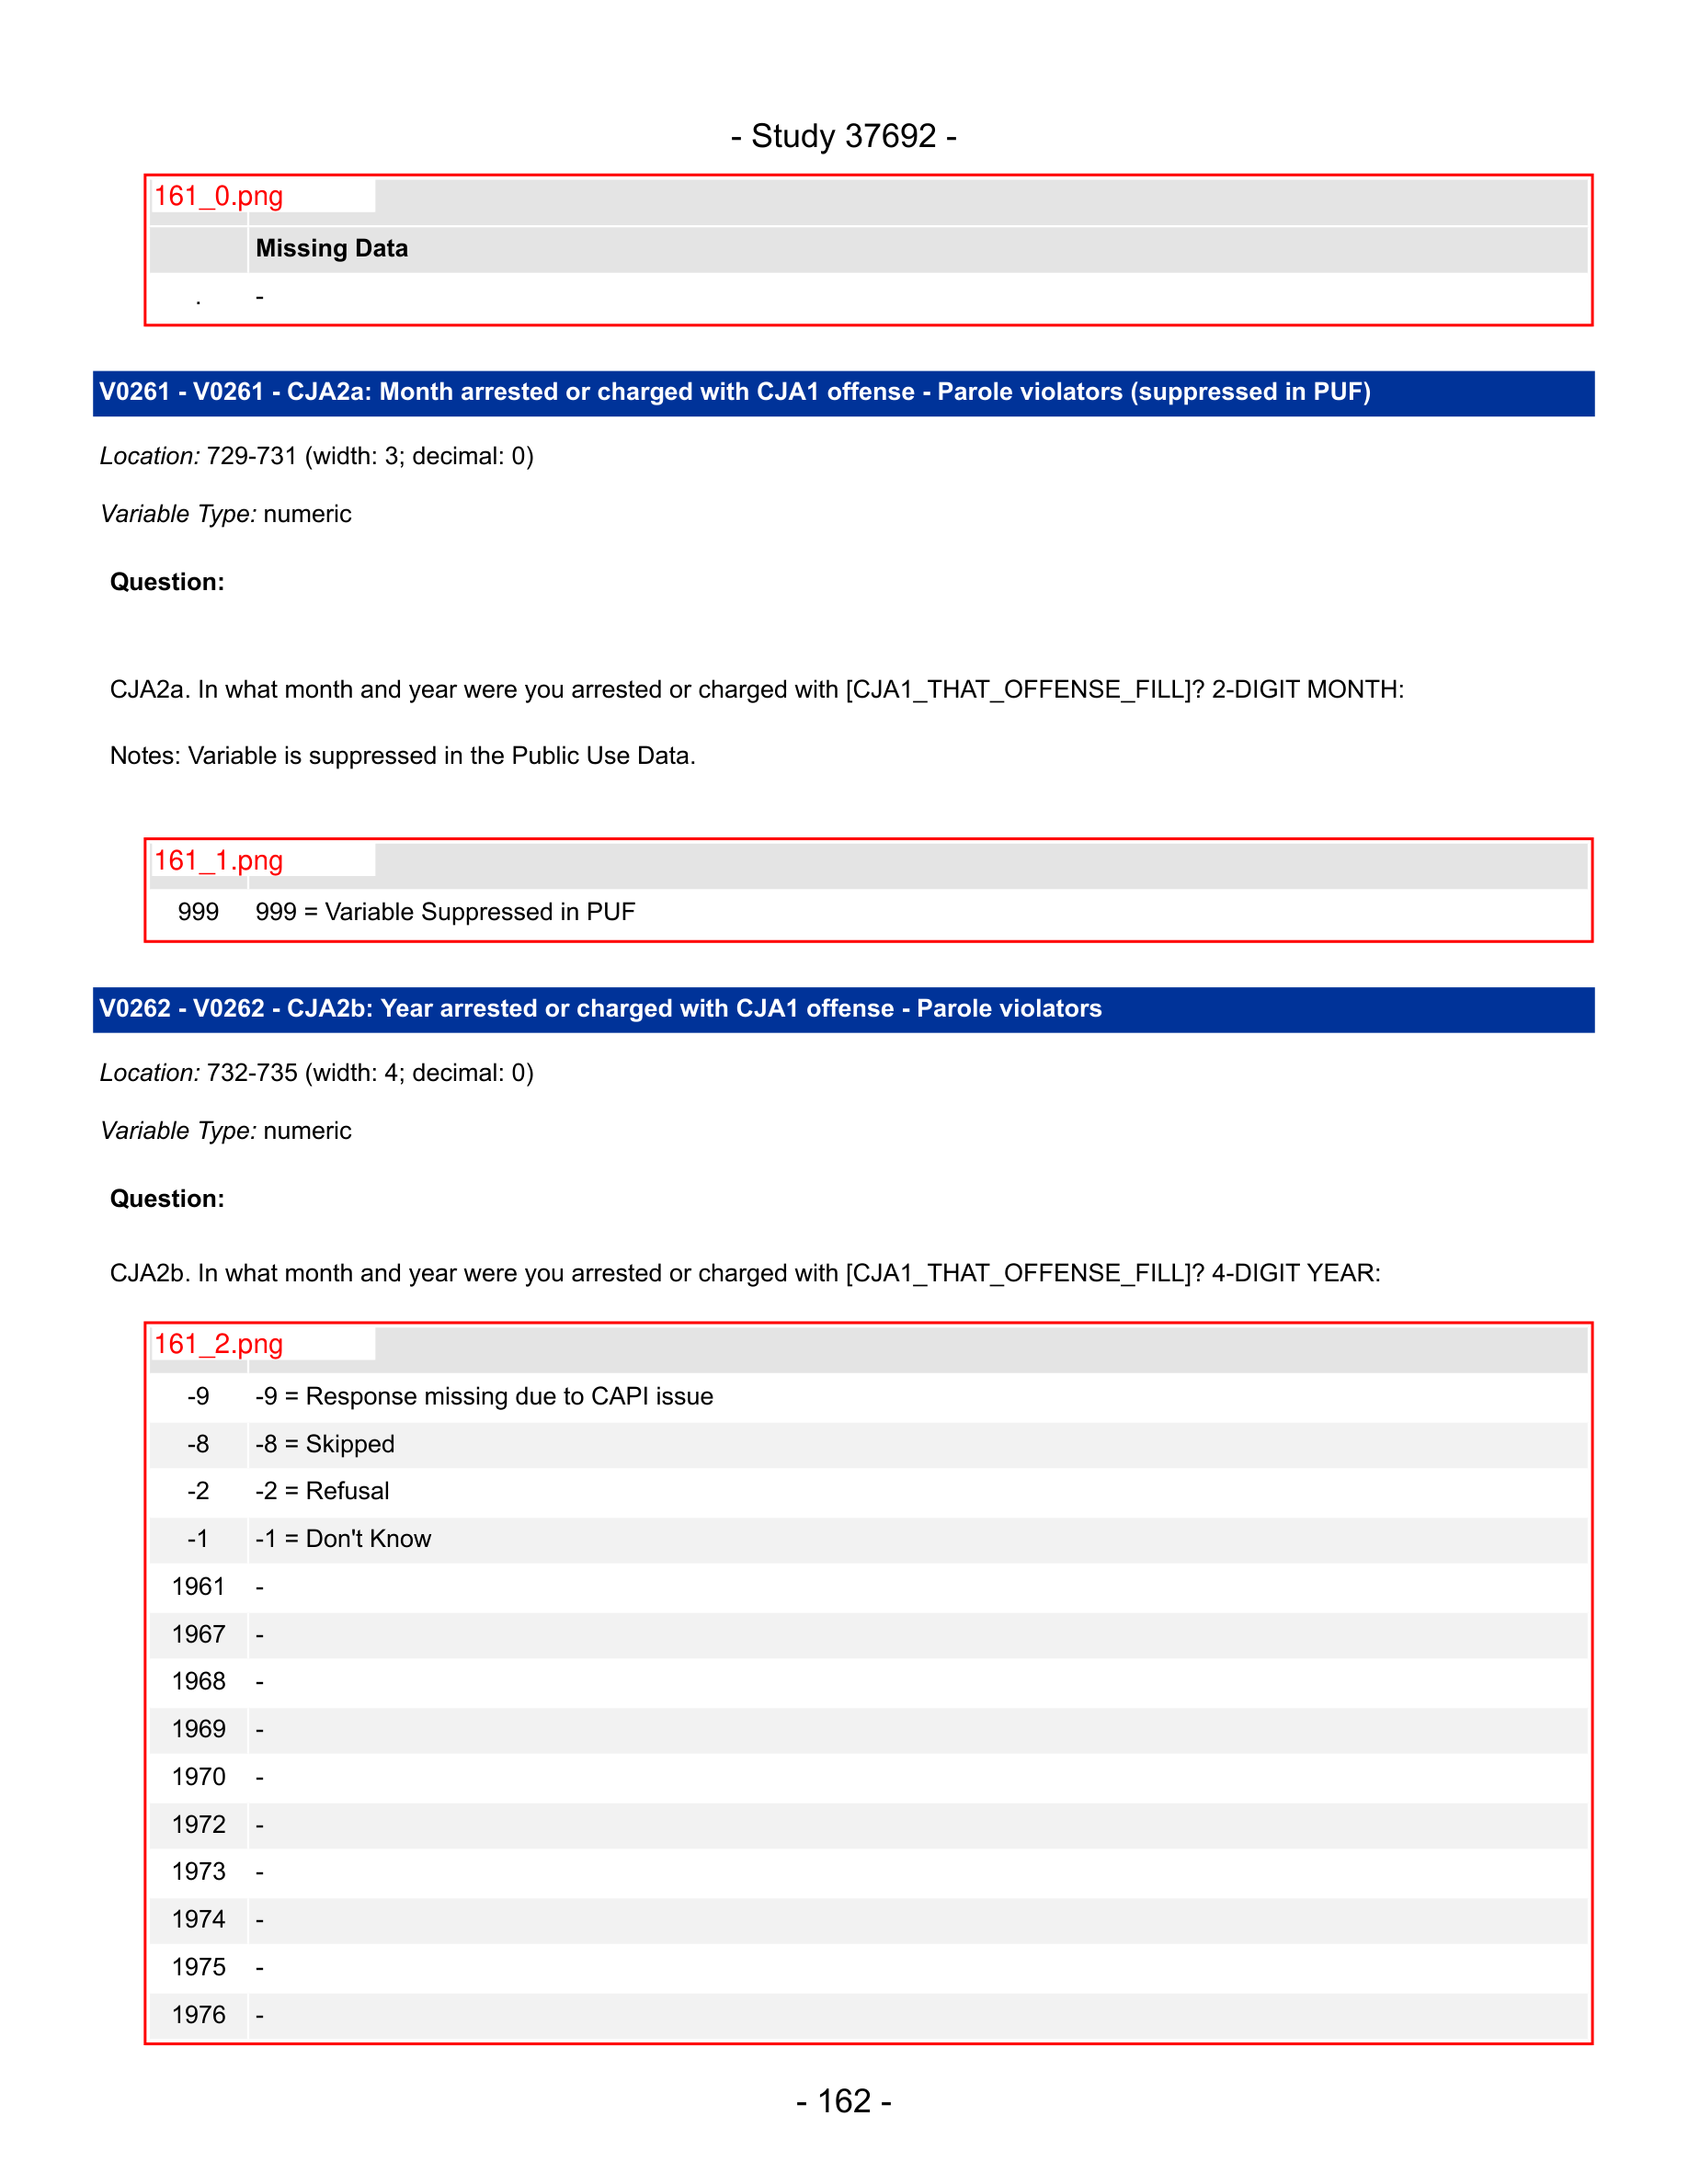 - Study 37692 -
161_0.png
Missing Data
. -
V0261 - V0261 - CJA2a: Month arrested or charged with CJA1 offense - Parole violators (suppressed in PUF)
Location: 729-731 (width: 3; decimal: 0)
Variable Type: numeric
Question:
CJA2a. In what month and year were you arrested or charged with [CJA1_THAT_OFFENSE_FILL]? 2-DIGIT MONTH:
Notes: Variable is suppressed in the Public Use Data.
161_1.png
999 999 = Variable Suppressed in PUF
V0262 - V0262 - CJA2b: Year arrested or charged with CJA1 offense - Parole violators
Location: 732-735 (width: 4; decimal: 0)
Variable Type: numeric
Question:
CJA2b. In what month and year were you arrested or charged with [CJA1_THAT_OFFENSE_FILL]? 4-DIGIT YEAR:
161_2.png
-9 -9 = Response missing due to CAPI issue
-8 -8 = Skipped
-2 -2 = Refusal
-1 -1 = Don't Know
1961 -
1967 -
1968 -
1969 -
1970 -
1972 -
1973 -
1974 -
1975 -
1976 -
- 162 -